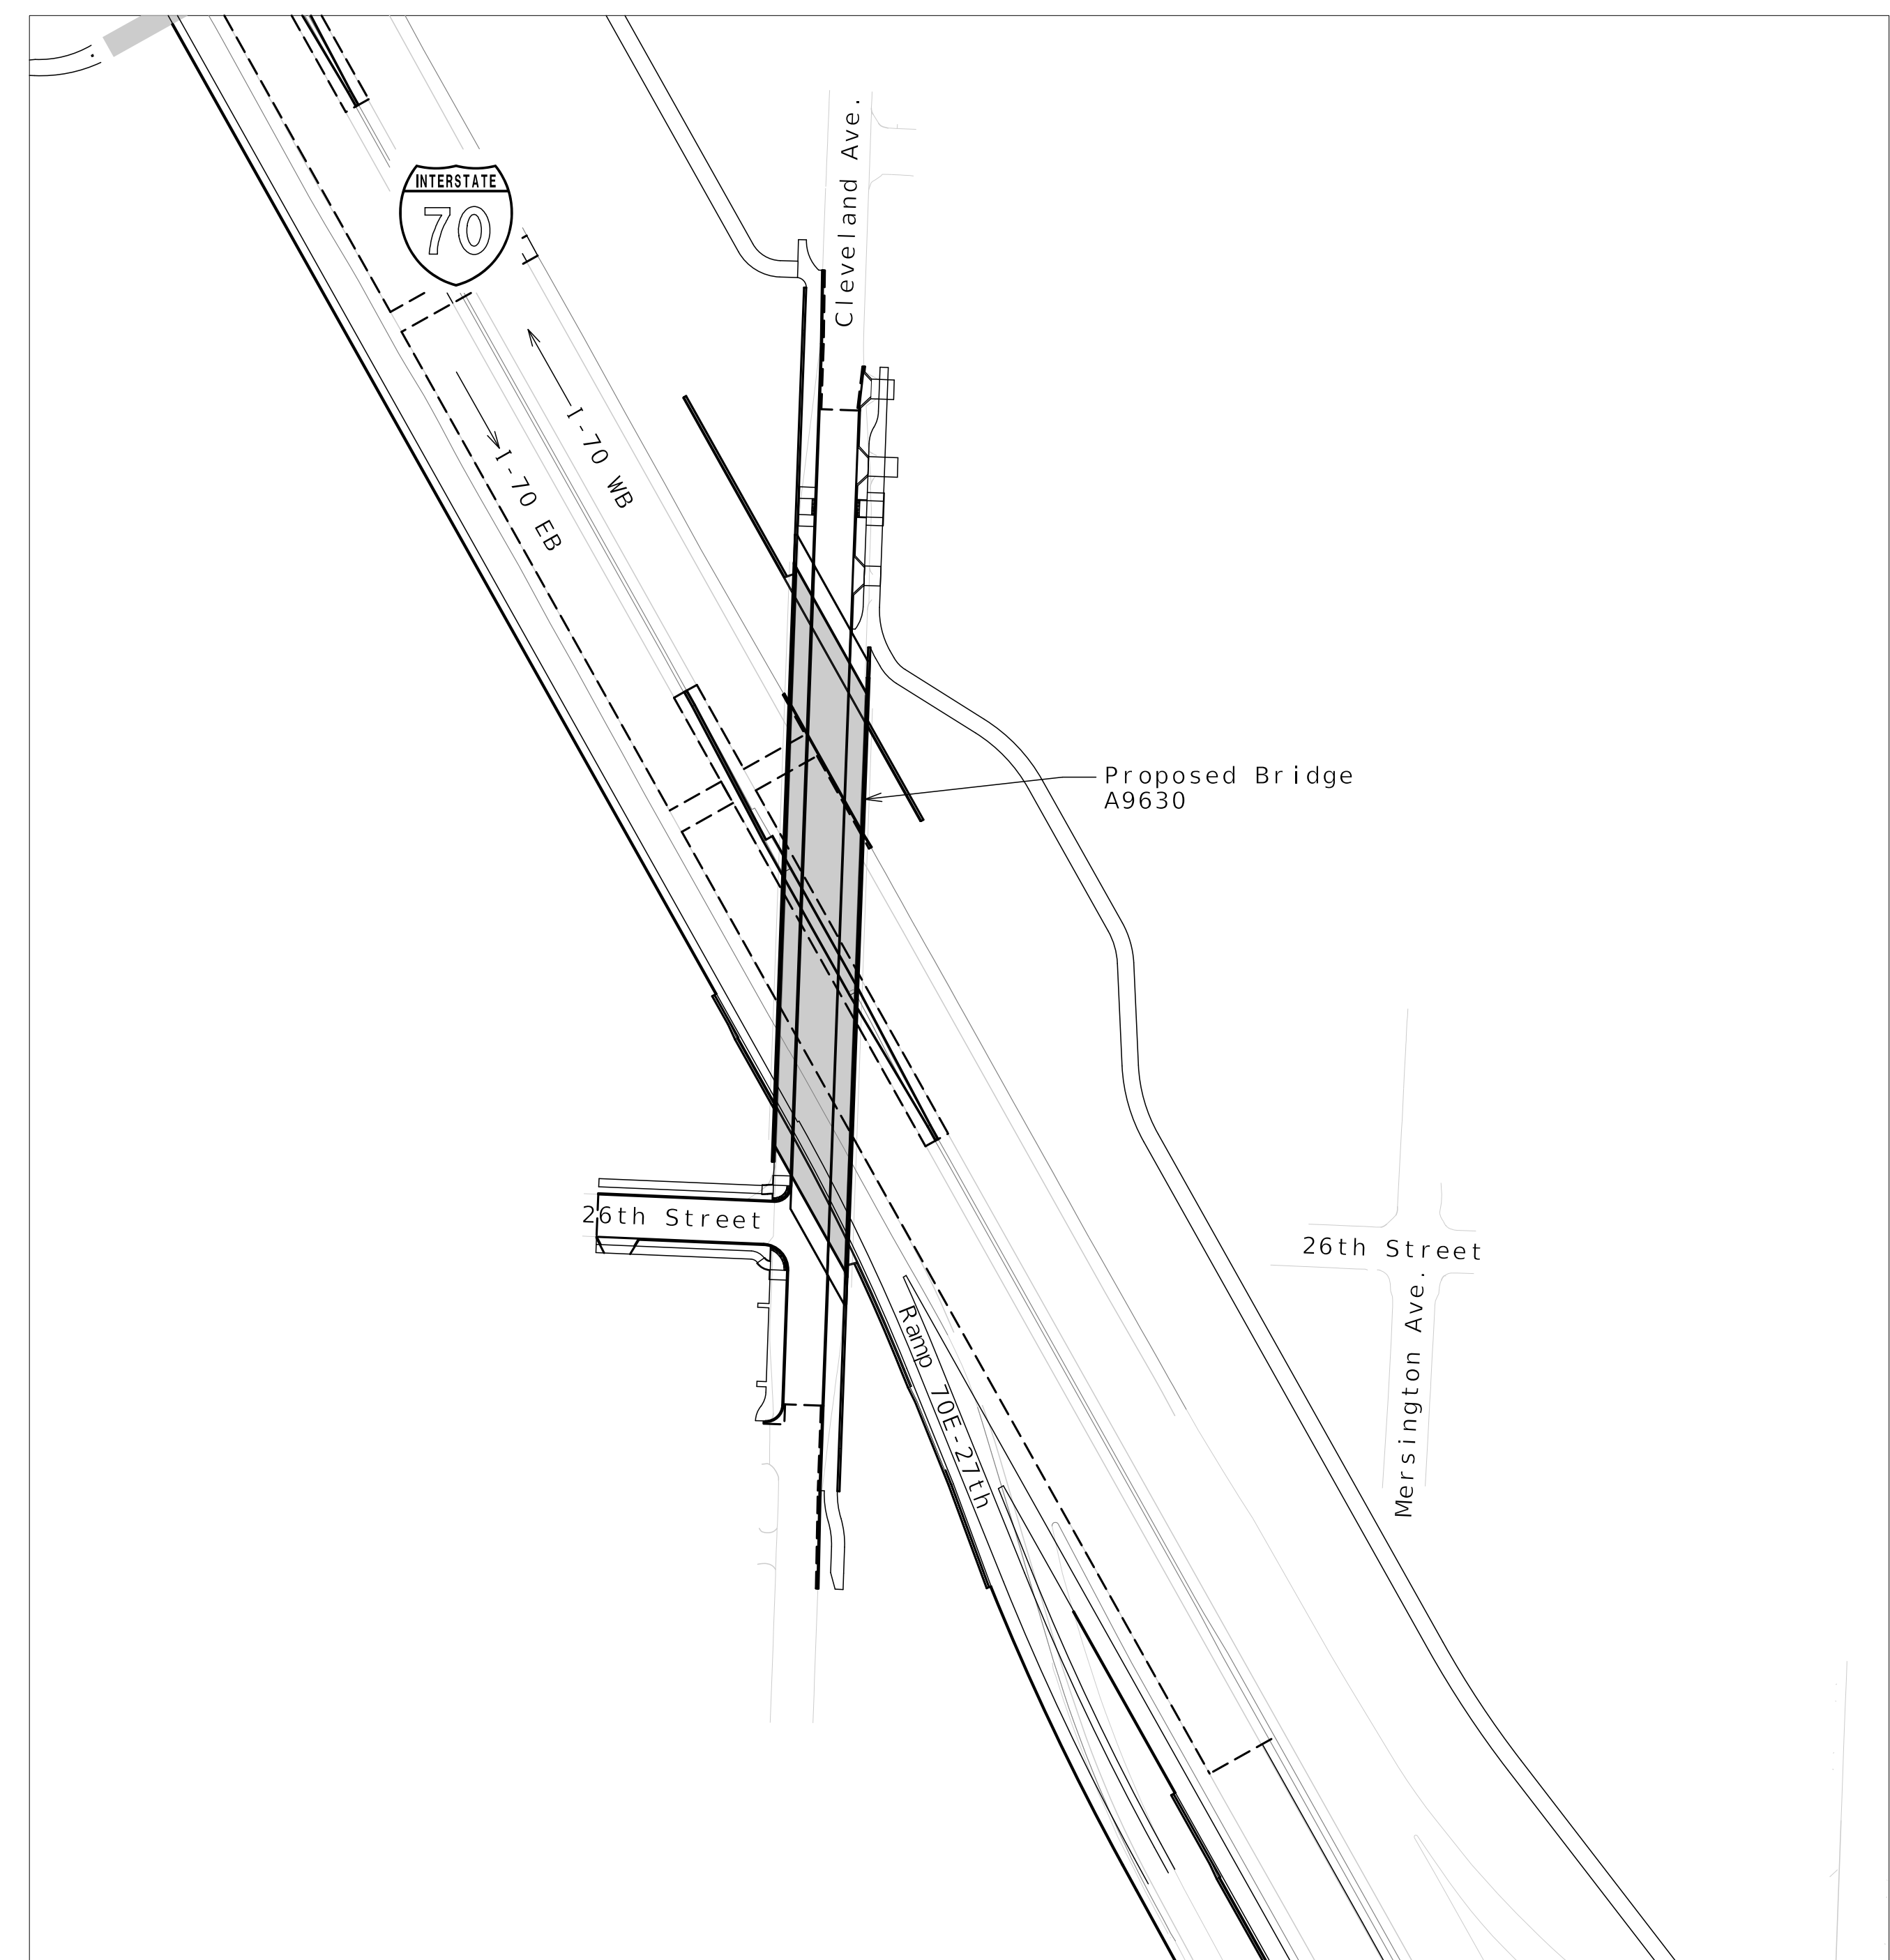 Cleveland Ave.
INTERSTATE
70
I-70 WB
I-70 EB
Proposed Bridge
A9630
26th Street
26th Street
Mersington Ave.
Ramp 70E-27th